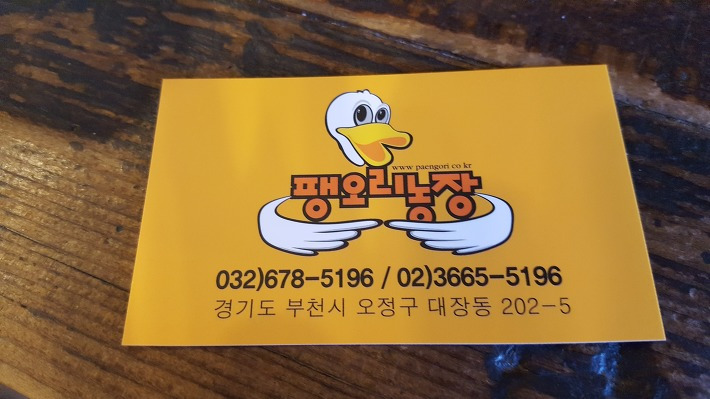 www paengori co kr
팽오리농장
032)678-5196 / 02)3665-5196
경기도 부천시 오정구 대장동 202-5